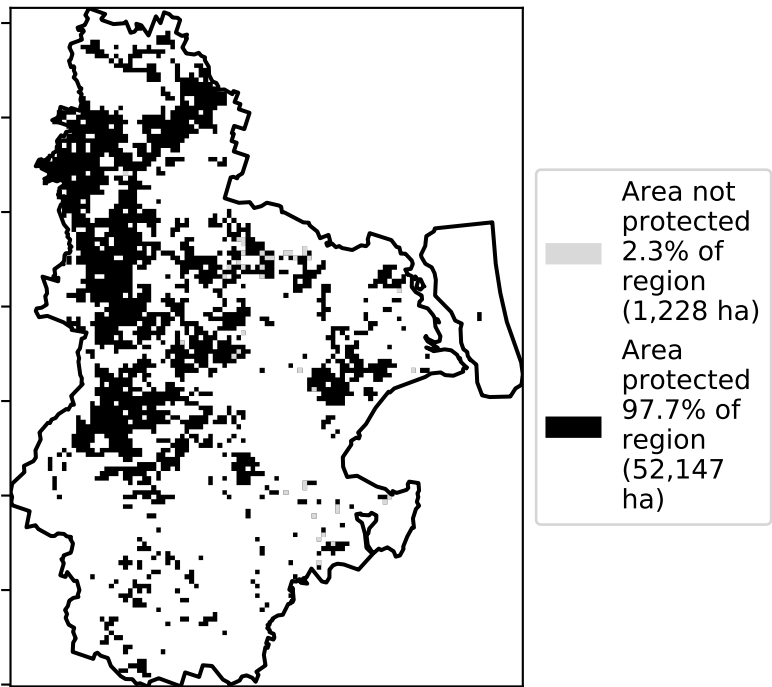 Area not
protected
2.3% of
region
(1,228 ha)
Area
protected
97.7% of
region
(52,147
ha)